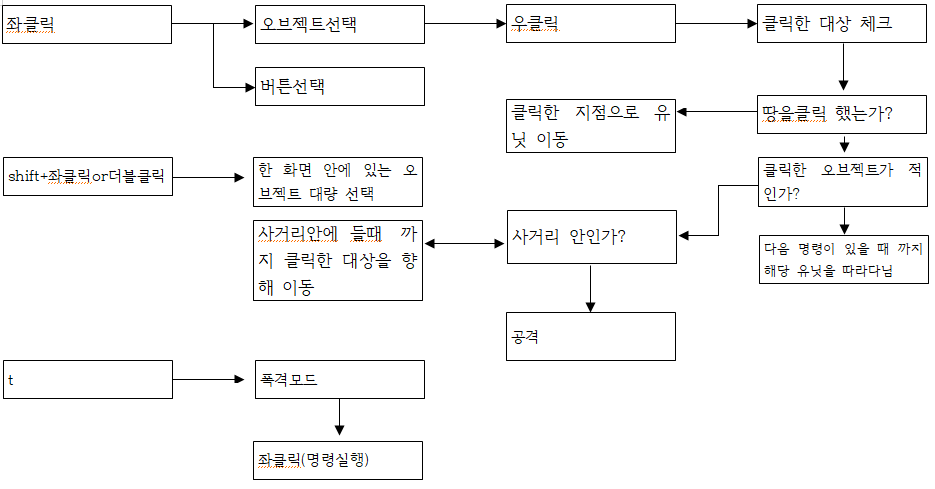 좌클릭
오브젝트선택
우클릭
클릭한 대상 체크
버튼선택
클릭한 지점으로 유
닛 이동
땅을클릭 했는가?
shift+좌클릭or더블클릭
한 화면 안에 있는 오
브젝트 대량 선택
클릭한 오브젝트가 적
인가?
사거리안에 들때 까
지 클릭한 대상을 향
해 이동
사거리 안인가?
다음 명령이 있을 때 까지
해당 유닛을 따라다님
공격
t
폭격모드
좌클릭(명령실행)